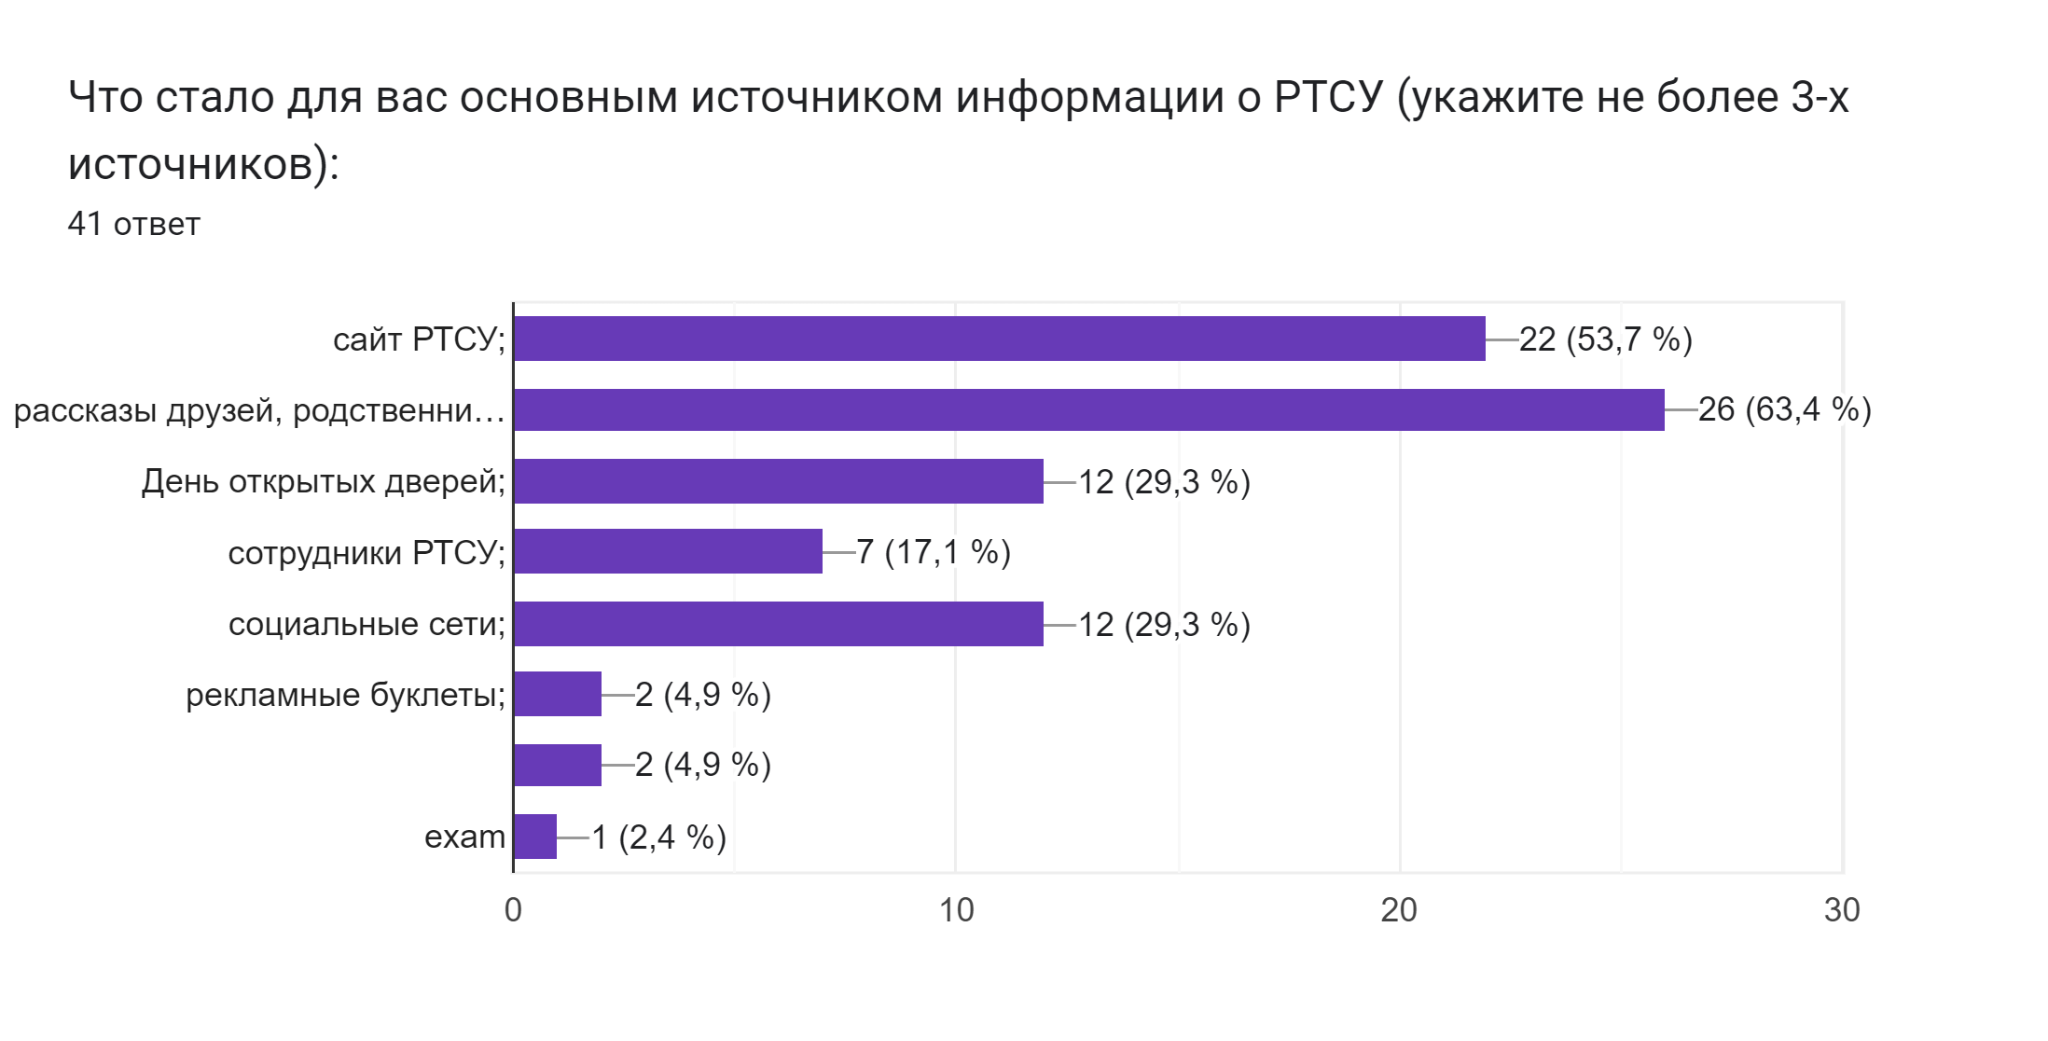 Что стало для вас основным источником информации о РТСУ (укажите не более 3-х
источников):
41 ответ
сайт РТСУ; 22 (53,7 %)
рассказы друзей, родственни… 26 (63,4 %)
День открытых дверей; 12 (29,3 %)
сотрудники РТСУ; 7 (17,1 %)
социальные сети; 12 (29,3 %)
рекламные буклеты; 2 (4,9 %)
2 (4,9 %)
exam 1 (2,4 %)
0 10 20 30